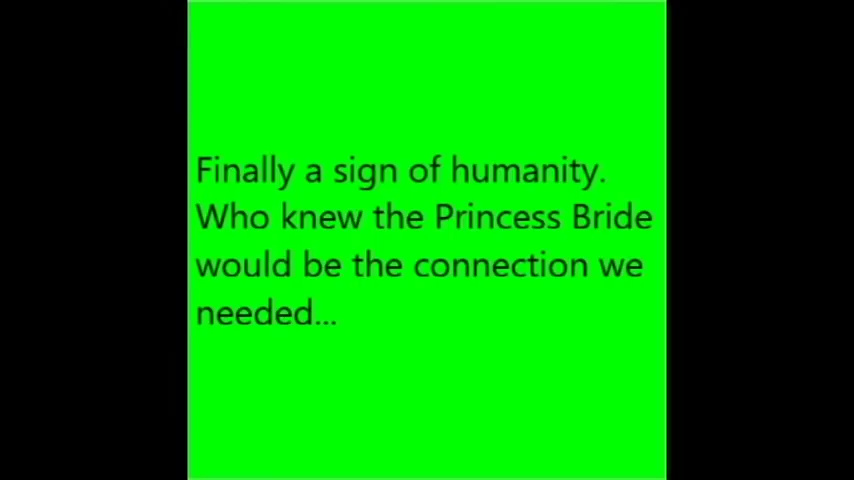 Finally a sign of humanity.
Who knew the Princess Bride
would be the connection we
needed...